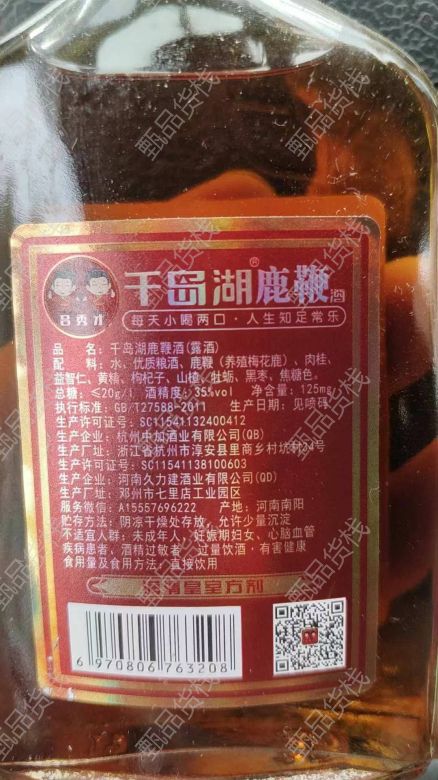 千岛湖®鹿鞭酒
吕秀才
每天小喝两口·人生知足常乐
品 名：千岛湖鹿鞭酒(露酒)
配 料：水、优质粮酒、鹿鞭（养殖梅花鹿）、肉桂、
益智仁、黄精、枸杞子、山楂、牡蛎、黑枣、焦糖色。
总糖：≤20g/L 酒精度：35%vol 净含量：125mg
执行标准：GB/T27588-2011 生产日期：见喷码
生产许可证号：SC11541132400412
生产企业：杭州中加酒业有限公司(QB)
生产厂址：浙江省杭州市淳安县里商乡村坑村24号
生产许可证号：SC11541138100603
生产企业：河南久力建酒业有限公司(QD)
生产厂址：邓州市七里店工业园区
服务微信：A15557696222 产地：河南南阳
贮存方法：阴凉干燥处存放，允许少量沉淀
不适宜人群：未成年人、妊娠期妇女、心脑血管
疾病患者，酒精过敏者 过量饮酒·有害健康
食用量及食用方法：直接饮用
皇室方剂
6 970806 763208
甄品货栈